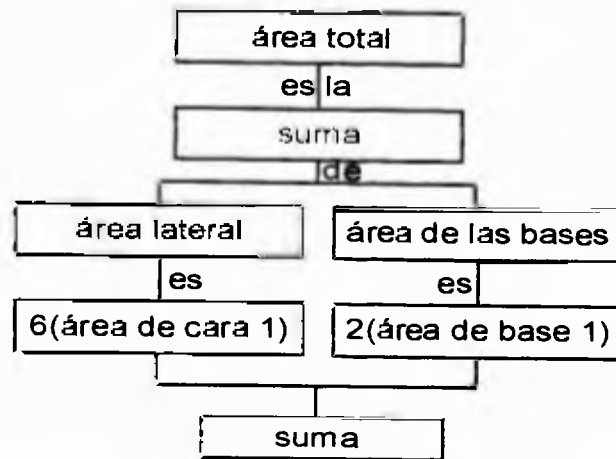 área total
es la
suma
de
área lateral
área de las bases
es
es
6(área de cara 1)
2(área de base 1)
suma